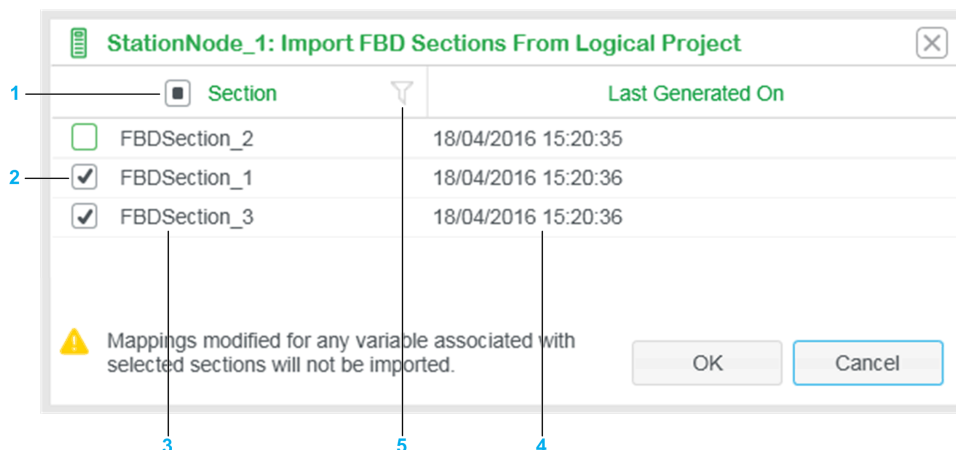 StationNode_1: Import FBD Sections From Logical Project
1
Section
Last Generated On
FBDSection_2
18/04/2016 15:20:35
2
FBDSection_1
18/04/2016 15:20:36
FBDSection_3
18/04/2016 15:20:36
Mappings modified for any variable associated with
selected sections will not be imported.
OK
Cancel
3
5
4